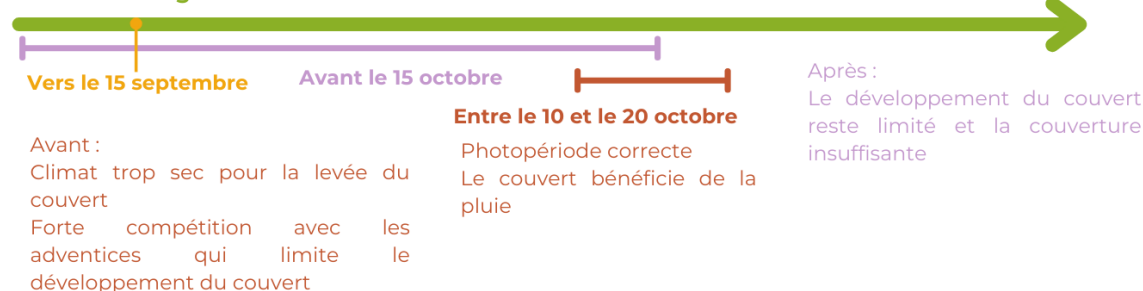 Vers le 15 septembre
Avant le 15 octobre
Entre le 10 et le 20 octobre
Avant :
Climat trop sec pour la levée du
couvert
Forte compétition avec les
adventices qui limite le
développement du couvert
Photopériode correcte
Le couvert bénéficie de la
pluie
Après :
Le développement du couvert
reste limité et la couverture
insuffisante